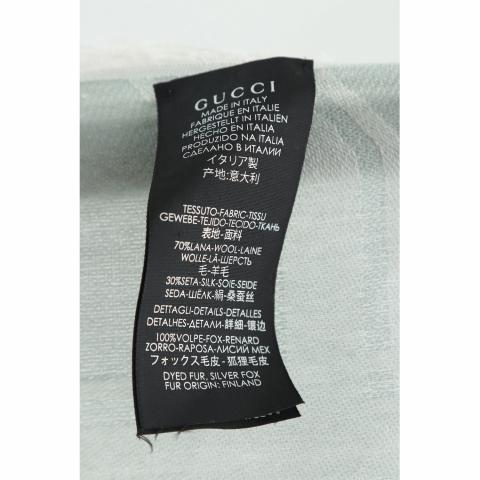 GUCCI
MADE IN ITALY
FABRIQUE EN ITALIE
HERGESTELLT IN ITALIEN
HECHO EN ITALIA
PRODUZIDO NA ITALIA
СДЕЛАНО В ИТАЛИИ
イタリア製
产地:意大利
TESSUTO-FABRIC-TISSU
GEWEBE-TEJIDO-TECIDO-ТКАНЬ
表地-面料
70%LANA-WOOL-LAINE
WOLLE-LÃ-ШЕРСТЬ
毛-羊毛
30%SETA-SILK-SOIE-SEIDE
SEDA-ШЁЛК-絹-桑蚕丝
DETTAGLI-DETAILS-DETALLES
DETALHES-ДЕТАЛИ-詳細-镶边
100%VOLPE-FOX-RENARD
ZORRO-RAPOSA-ЛИСИЙ МЕХ
フォックス毛皮-狐狸毛皮
DYED FUR, SILVER FOX
FUR ORIGIN: FINLAND